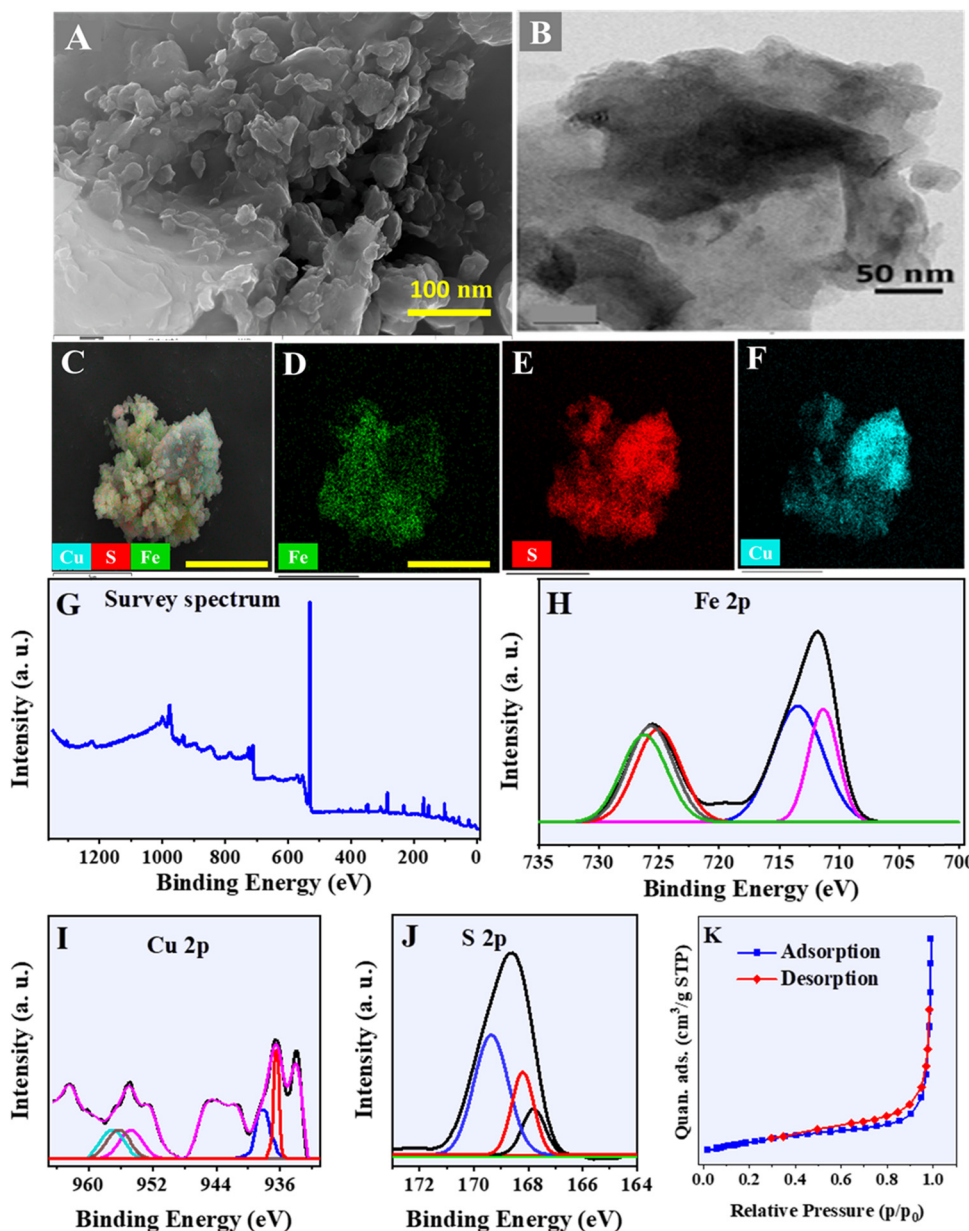 A
100 nm
B
50 nm
C
Cu S Fe
D
Fe
E
S
F
Cu
G
Survey spectrum
Intensity (a. u.)
1200 1000 800 600 400 200 0
Binding Energy (eV)
H
Fe 2p
Intensity (a. u.)
735 730 725 720 715 710 705 700
Binding Energy (eV)
I
Cu 2p
Intensity (a. u.)
960 952 944 936
Binding Energy (eV)
J
S 2p
Intensity (a. u.)
172 170 168 166 164
Binding Energy (eV)
K
Adsorption
Desorption
Quan. ads. (cm³/g STP)
0.0 0.2 0.4 0.6 0.8 1.0
Relative Pressure (p/p₀)